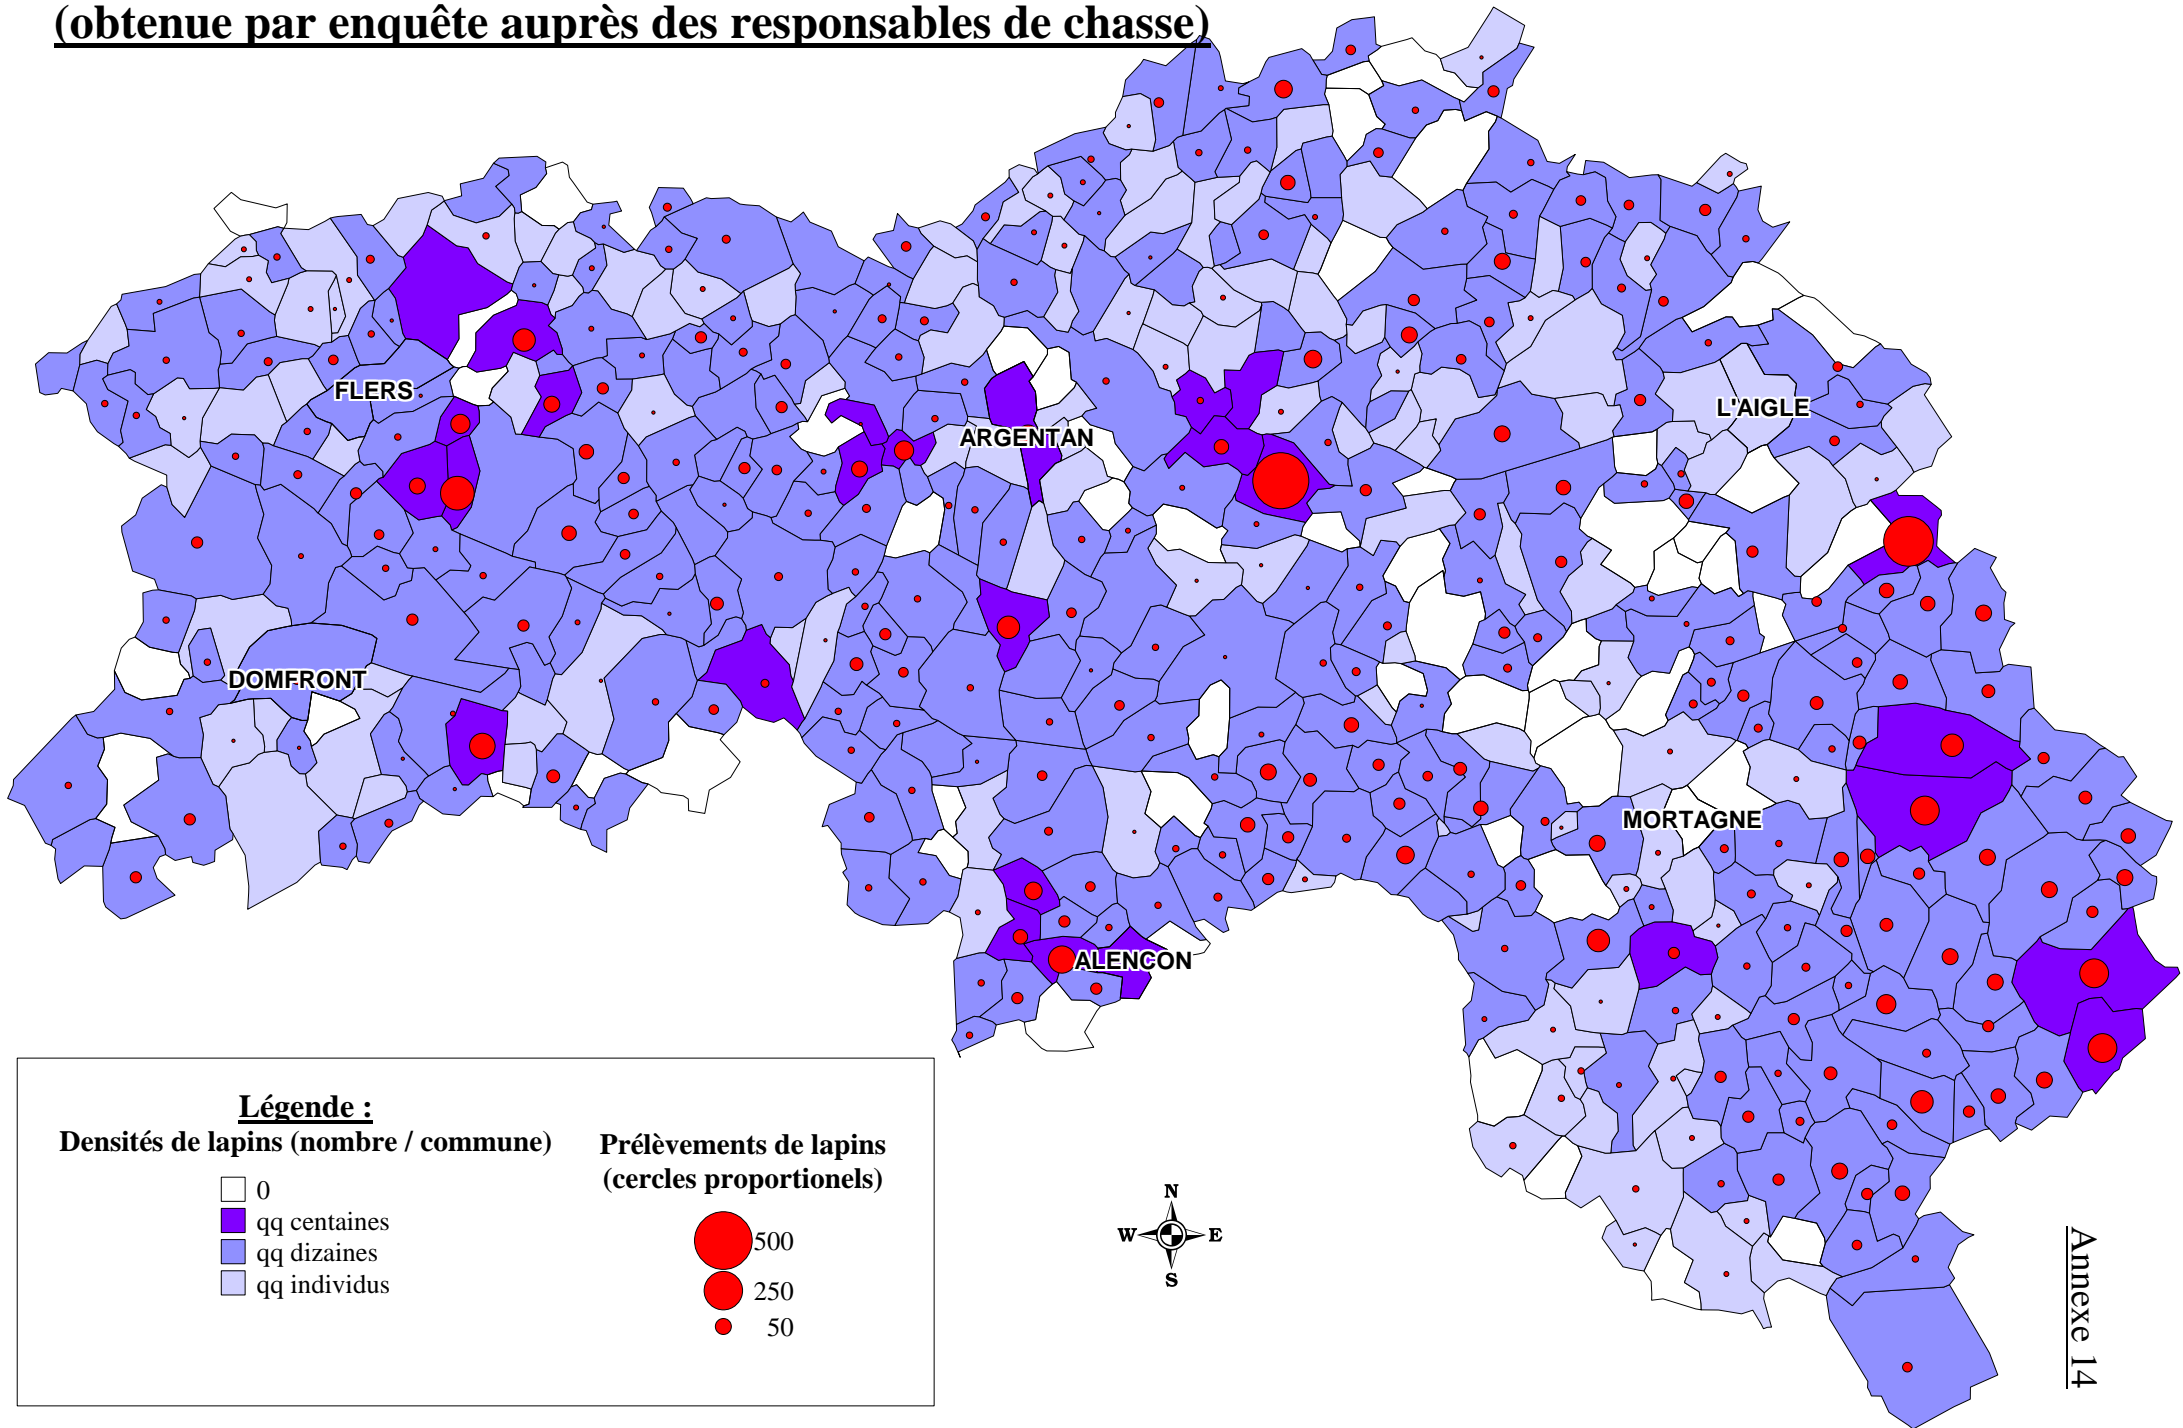 (obtenue par enquête auprès des responsables de chasse)
FLERS
L'AIGLE
ARGENTAN
DOMFRONT
MORTAGNE
ALENCON
Légende :
Densités de lapins (nombre / commune)
0
qq centaines
qq dizaines
qq individus
Prélèvements de lapins
(cercles proportionels)
500
250
50
N
W E
S
Annexe 14